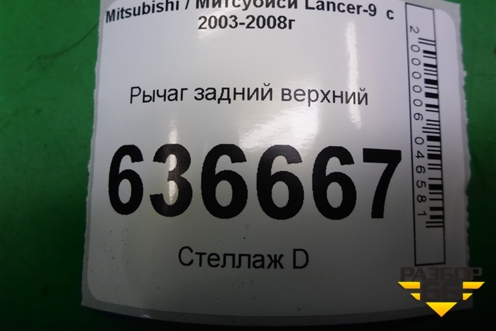 Mitsubishi / Митсубиси Lancer-9 с
2003-2008г
Рычаг задний верхний
636667
Стеллаж D
2000006046581
РАЗБОР